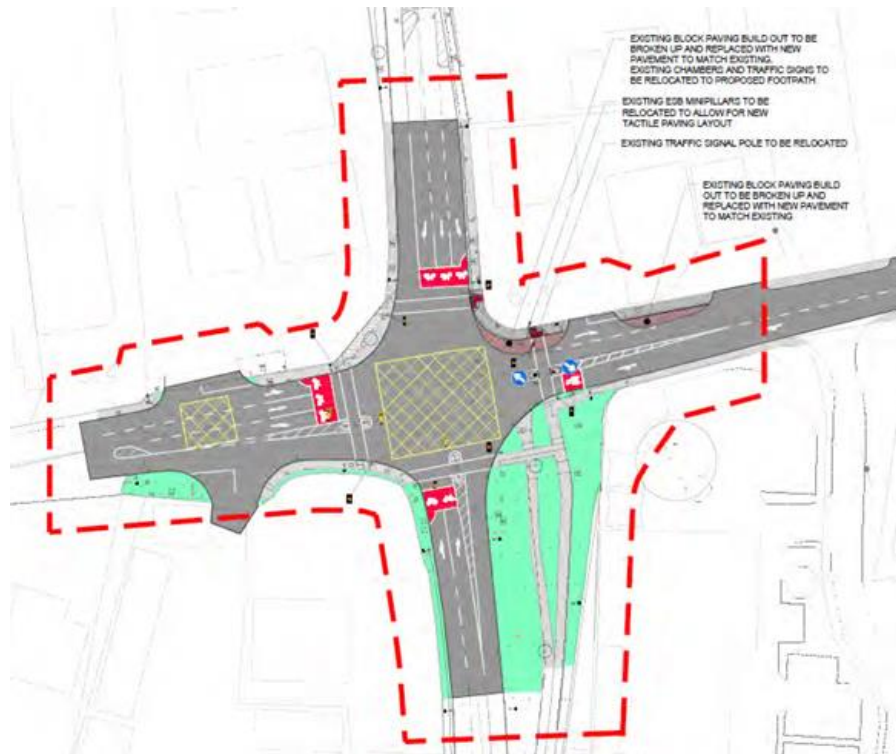 EXISTING BLOCK PAVING BUILD OUT TO BE
BROKEN UP AND REPLACED WITH NEW
PAVEMENT TO MATCH EXISTING.
EXISTING CHAMBERS AND TRAFFIC SIGNS TO
BE RELOCATED TO PROPOSED FOOTPATH.
EXISTING ESB MINIPILLARS TO BE
RELOCATED TO ALLOW FOR NEW
TACTILE PAVING LAYOUT
EXISTING TRAFFIC SIGNAL POLE TO BE RELOCATED
EXISTING BLOCK PAVING BUILD
OUT TO BE BROKEN UP AND
REPLACED WITH NEW PAVEMENT
TO MATCH EXISTING